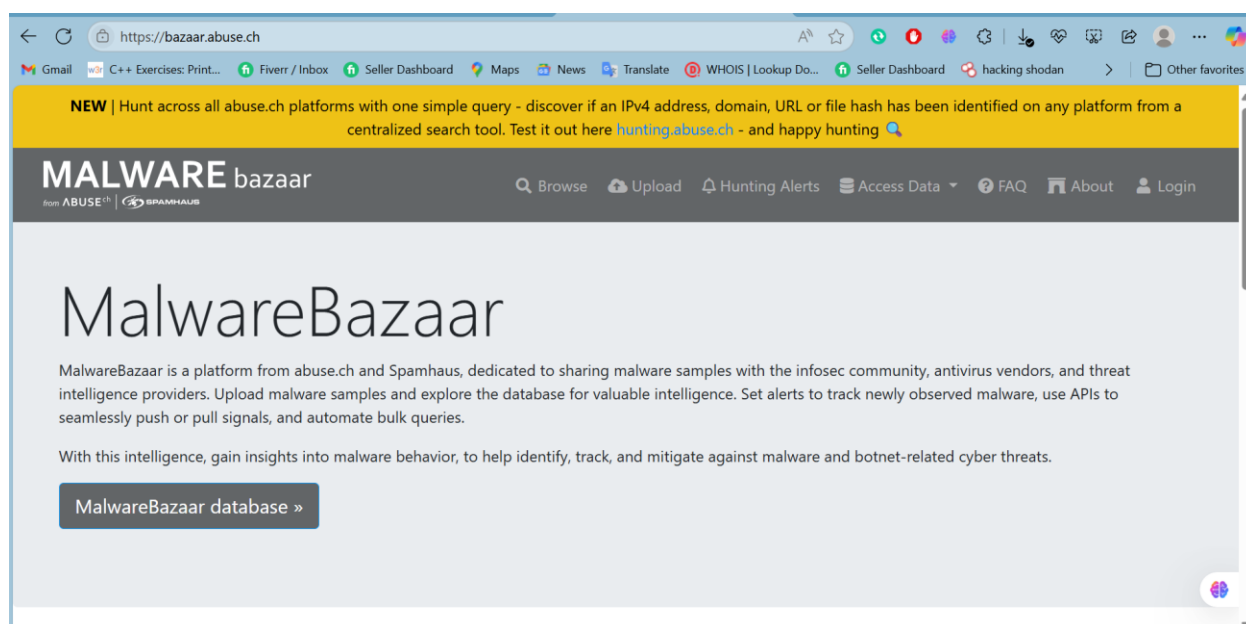 https://bazaar.abuse.ch
Gmail C++ Exercises: Print... Fiverr / Inbox Seller Dashboard Maps News Translate WHOIS | Lookup Do... Seller Dashboard hacking shodan Other favorites
NEW | Hunt across all abuse.ch platforms with one simple query - discover if an IPv4 address, domain, URL or file hash has been identified on any platform from a
centralized search tool. Test it out here hunting.abuse.ch - and happy hunting
MALWARE bazaar
from ABUSE ch | SPAMHAUS
Browse Upload Hunting Alerts Access Data FAQ About Login
MalwareBazaar
MalwareBazaar is a platform from abuse.ch and Spamhaus, dedicated to sharing malware samples with the infosec community, antivirus vendors, and threat
intelligence providers. Upload malware samples and explore the database for valuable intelligence. Set alerts to track newly observed malware, use APIs to
seamlessly push or pull signals, and automate bulk queries.
With this intelligence, gain insights into malware behavior, to help identify, track, and mitigate against malware and botnet-related cyber threats.
MalwareBazaar database »